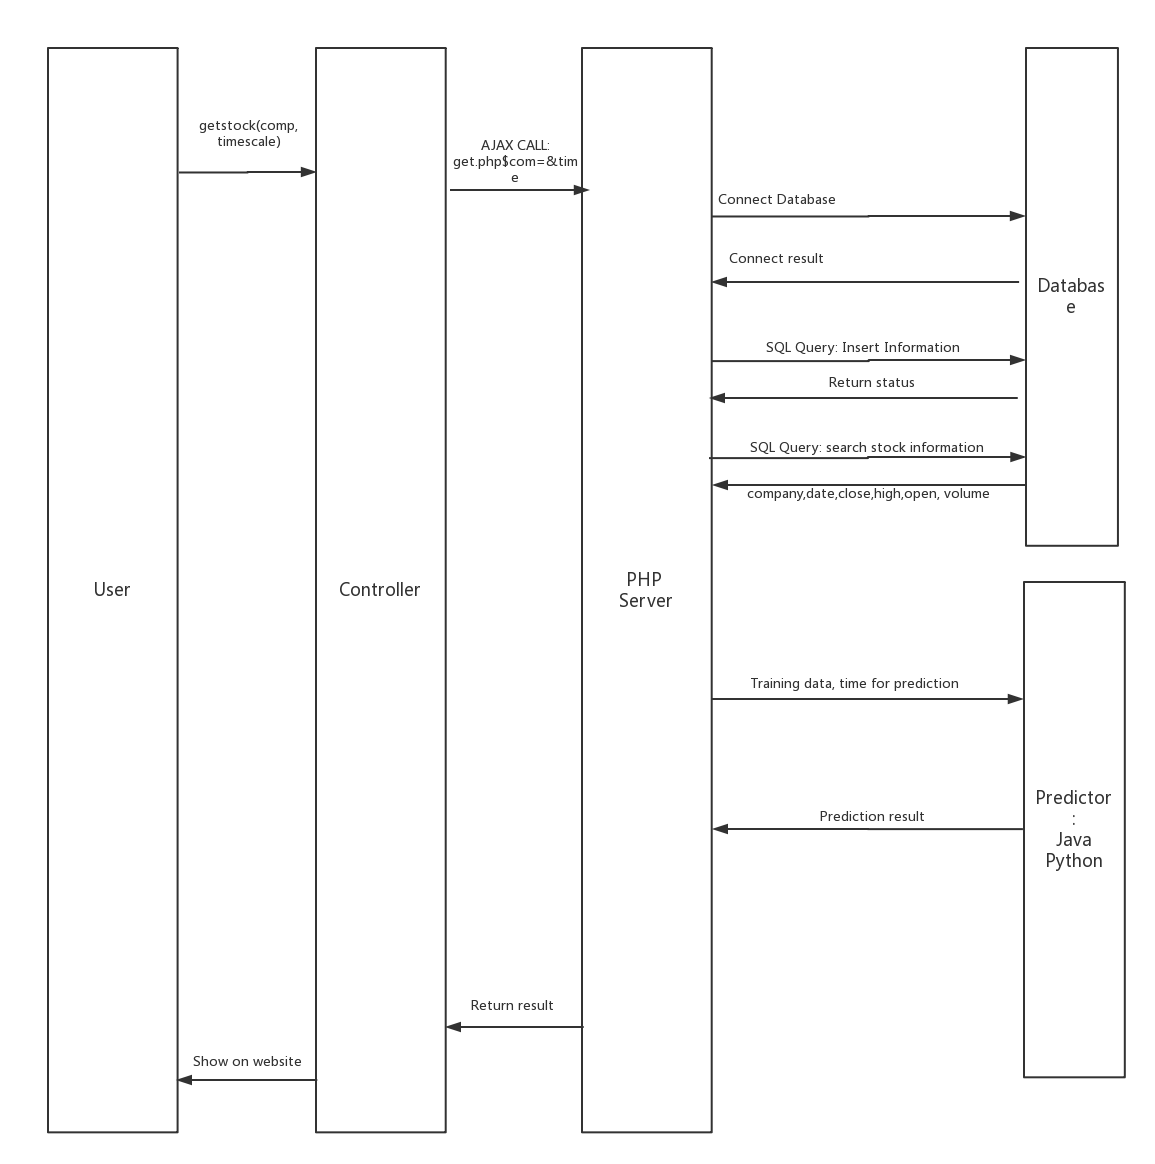 getstock(comp,
timescale)
AJAX CALL:
get.php$com=&tim
e
Connect Database
Connect result
Databas
e
SQL Query: Insert Information
Return status
SQL Query: search stock information
company,date,close,high,open, volume
User
Controller
PHP
Server
Training data, time for prediction
Predictor
:
Java
Python
Prediction result
Return result
Show on website